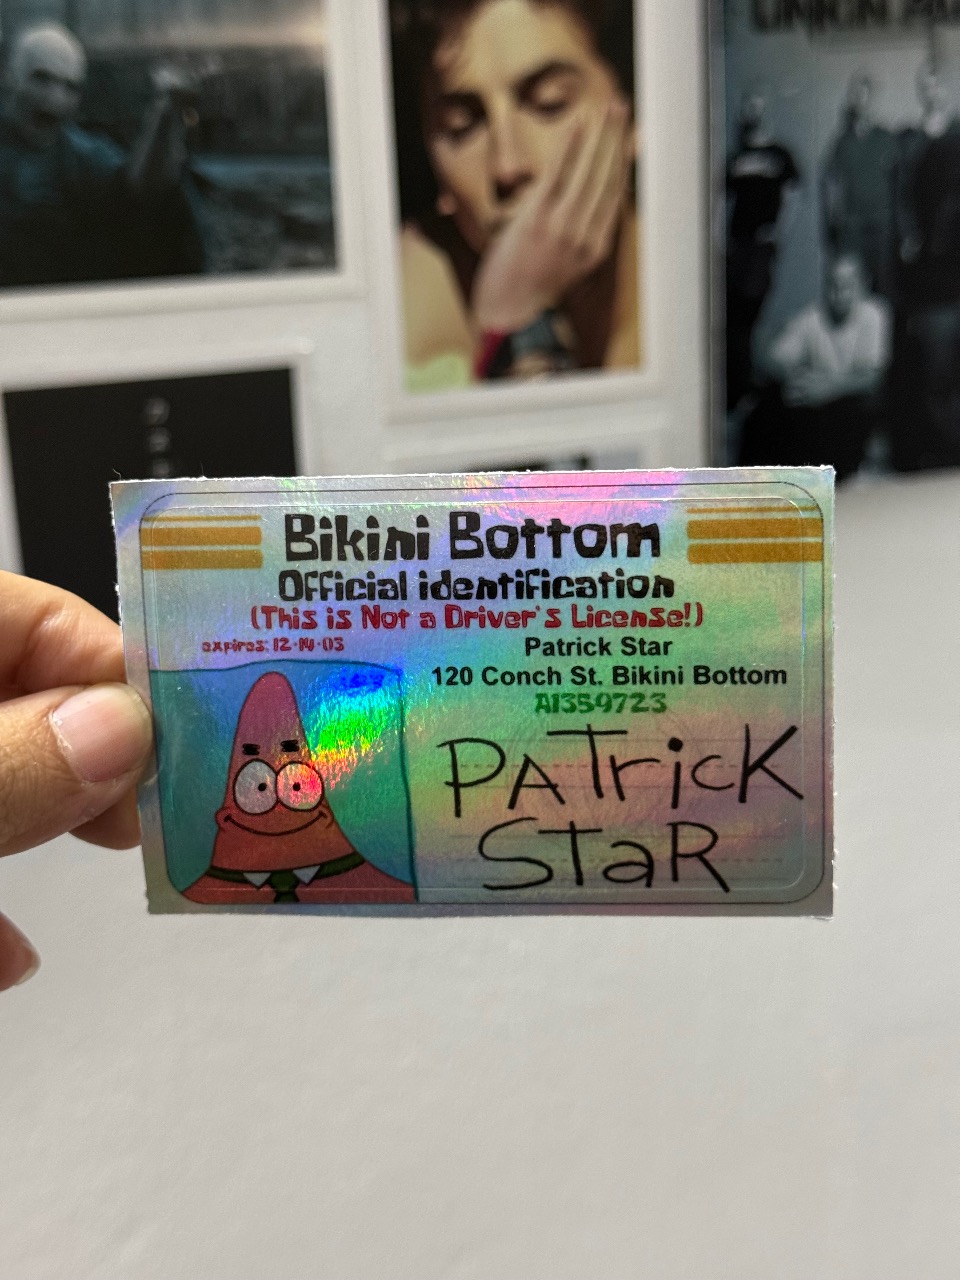 Bikini Bottom
Official identification
(This is Not a Driver's License!)
expires: 12-14-03
Patrick Star
120 Conch St. Bikini Bottom
A1359723
PATricK
STaR